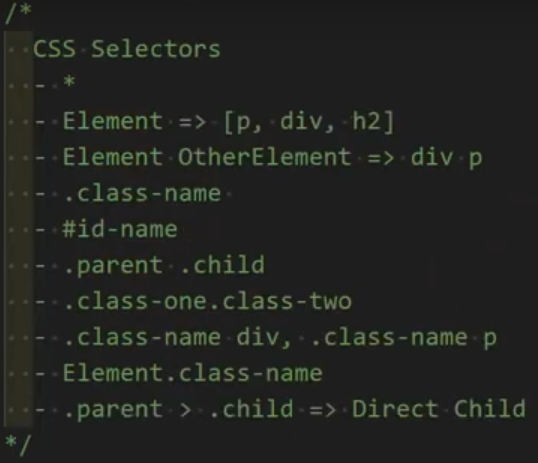 /*
CSS Selectors
- *
- Element => [p, div, h2]
- Element OtherElement => div p
- .class-name
- #id-name
- .parent .child
- .class-one.class-two
- .class-name div, .class-name p
- Element.class-name
- .parent > .child => Direct Child
*/